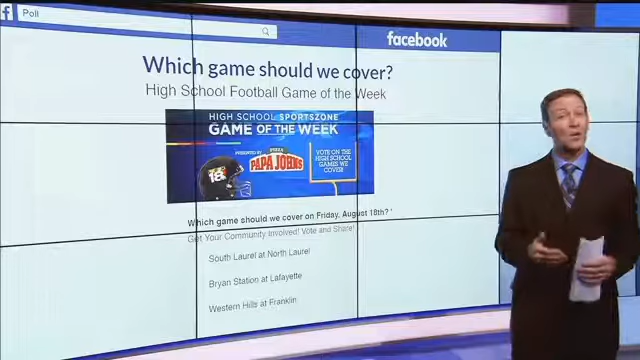 f Poll
facebook
Which game should we cover?
High School Football Game of the Week
HIGH SCHOOL SPORTSZONE
GAME OF THE WEEK
PRESENTED BY
PIZZA
PAPA JOHNS
VOTE ON THE
HIGH SCHOOL
GAMES WE
COVER!
18
Which game should we cover on Friday, August 18th? *
Get Your Community Involved! Vote and Share!
South Laurel at North Laurel
Bryan Station at Lafayette
Western Hills at Franklin